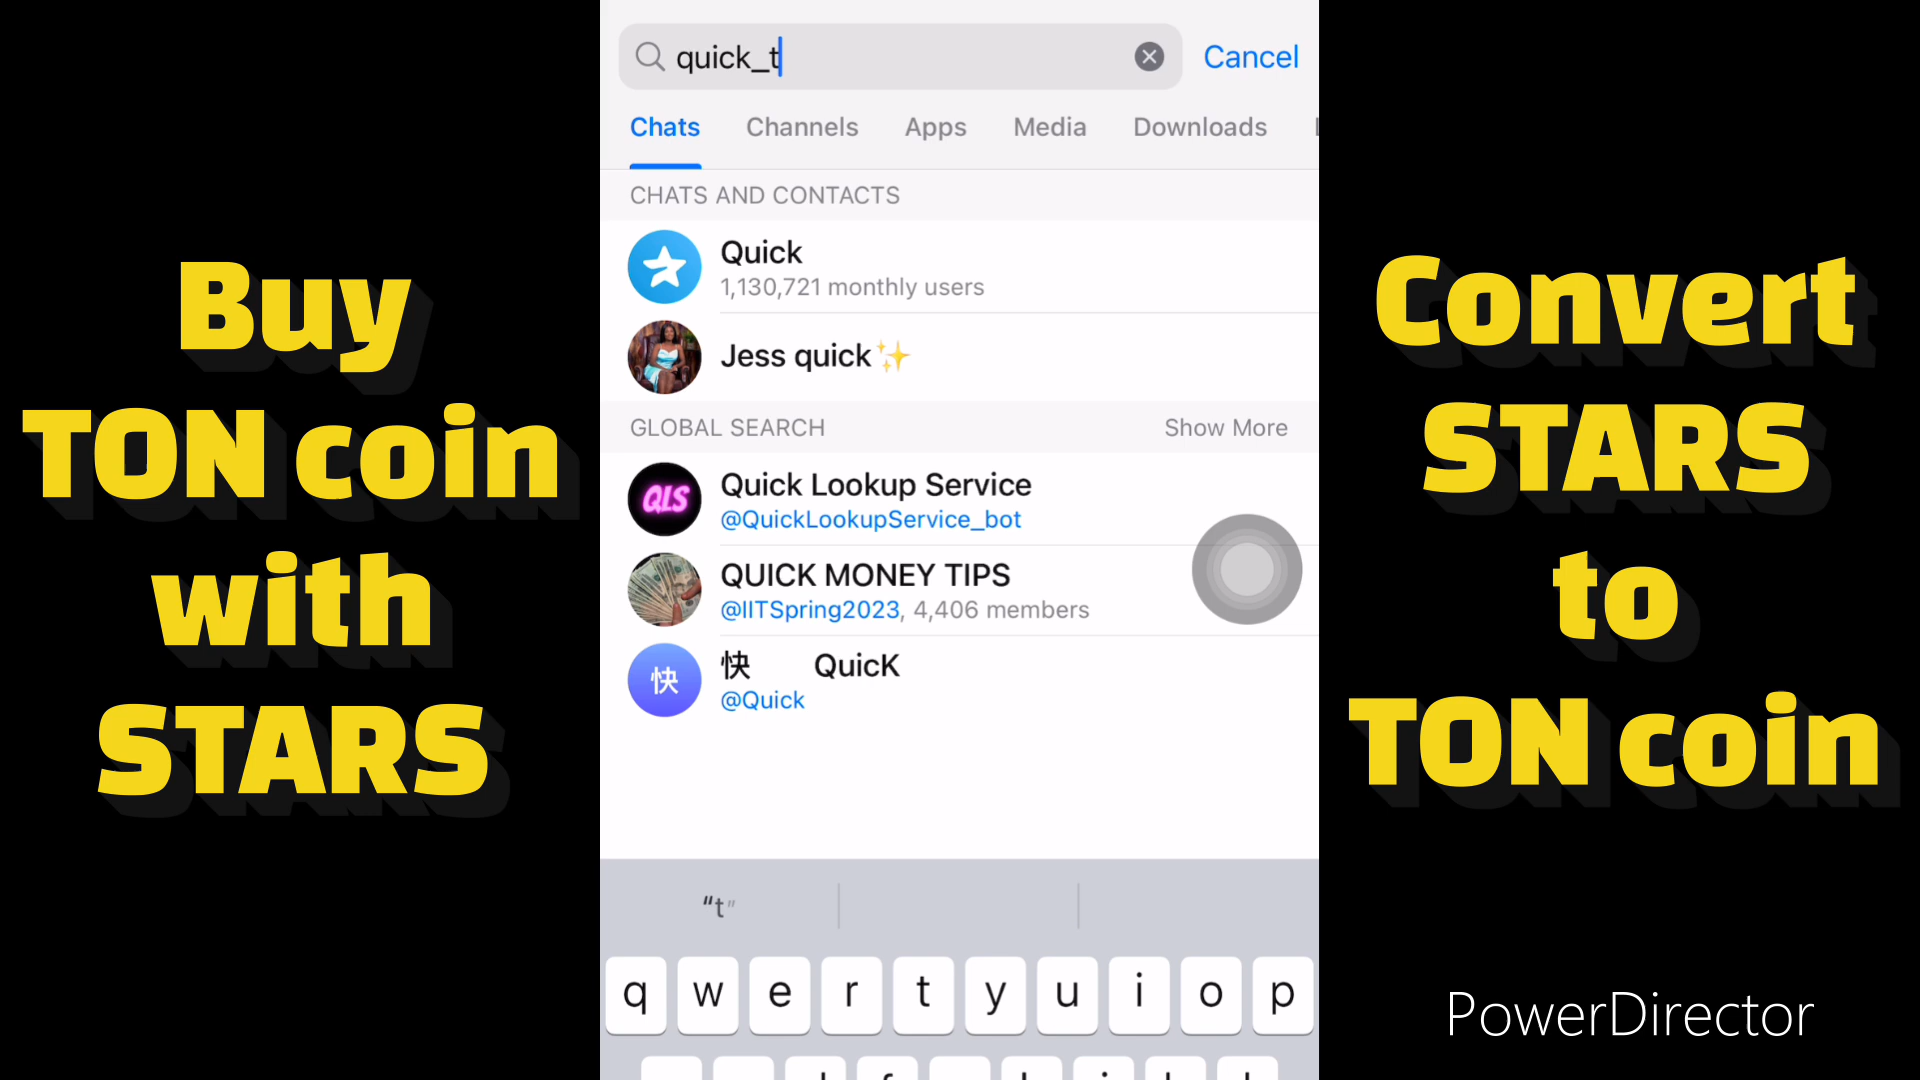 Buy
TON coin
with
STARS
quick_t
Cancel
Chats
Channels
Apps
Media
Downloads
CHATS AND CONTACTS
Quick
1,130,721 monthly users
Jess quick✨
GLOBAL SEARCH
Show More
QLS
Quick Lookup Service
@QuickLookupService_bot
QUICK MONEY TIPS
@IITSpring2023, 4,406 members
快
快 QuicK
@Quick
“t”
q w e r t y u i o p
Convert
STARS
to
TON coin
PowerDirector